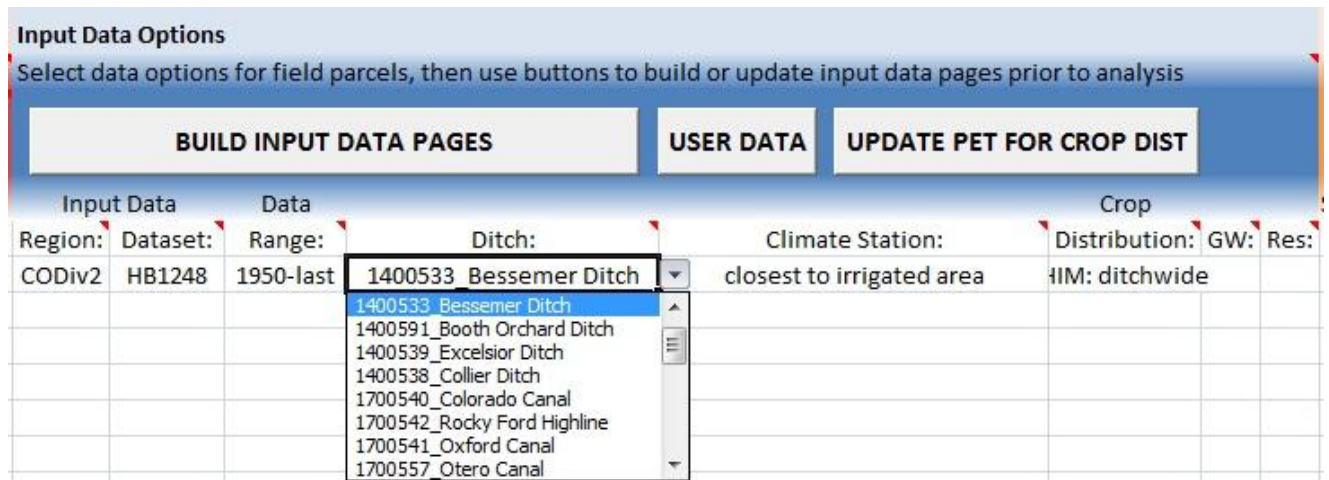 Input Data Options
Select data options for field parcels, then use buttons to build or update input data pages prior to analysis
BUILD INPUT DATA PAGES USER DATA UPDATE PET FOR CROP DIST
Input Data Data Crop
Region: Dataset: Range: Ditch: Climate Station: Distribution: GW: Res:
CODiv2 HB1248 1950-last 1400533_Bessemer Ditch closest to irrigated area HIM: ditchwide
1400533_Bessemer Ditch
1400591_Booth Orchard Ditch
1400539_Excelsior Ditch
1400538_Collier Ditch
1700540_Colorado Canal
1700542_Rocky Ford Highline
1700541_Oxford Canal
1700557_Otero Canal